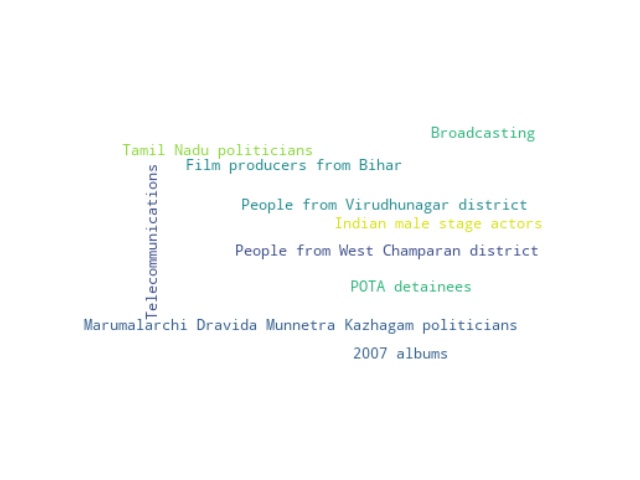 Broadcasting
Tamil Nadu politicians
Film producers from Bihar
Telecommunications
People from Virudhunagar district
Indian male stage actors
People from West Champaran district
POTA detainees
Marumalarchi Dravida Munnetra Kazhagam politicians
2007 albums